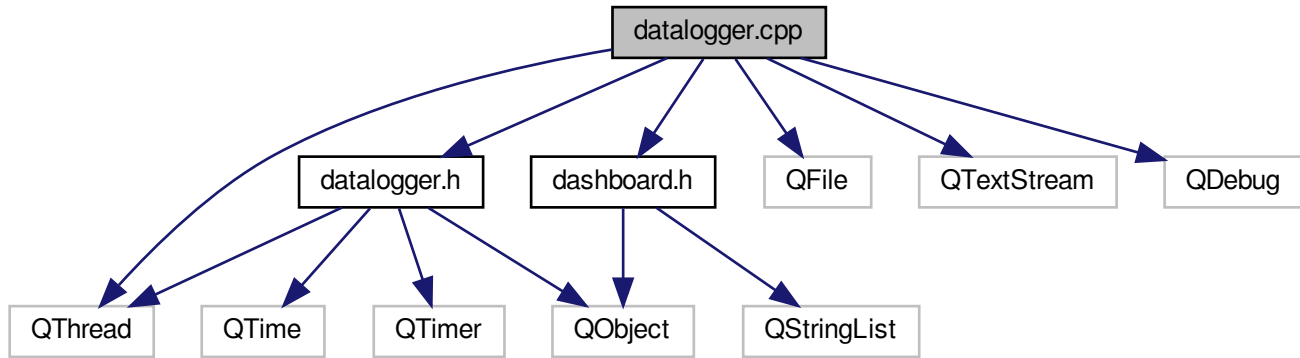 datalogger.cpp
datalogger.h
dashboard.h
QFile
QTextStream
QDebug
QThread
QTime
QTimer
QObject
QStringList